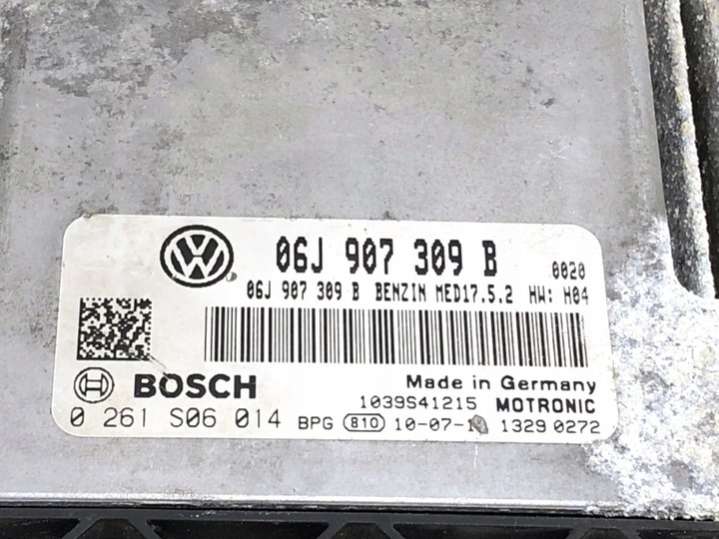 06J 907 309 B 0020
06J 907 309 B BENZIN MED17.5.2 HW: H04
BOSCH Made in Germany
1039S41215 MOTRONIC
0 261 S06 014 BPG 810 1329 0272